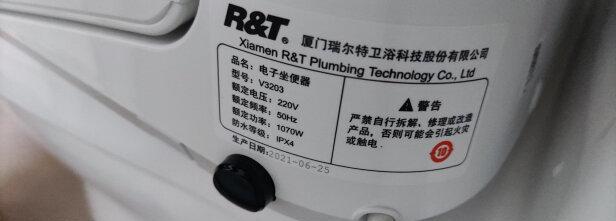 R&T®
厦门瑞尔特卫浴科技股份有限公司
Xiamen R&T Plumbing Technology Co., Ltd
品名：电子坐便器
型号：V3203
额定电压：220V
额定频率：50Hz
额定功率：1070W
防水等级：IPX4
生产日期：2021-06-25
警告
严禁自行拆解、修理或改造
产品，否则可能会引起火灾
或触电.
10